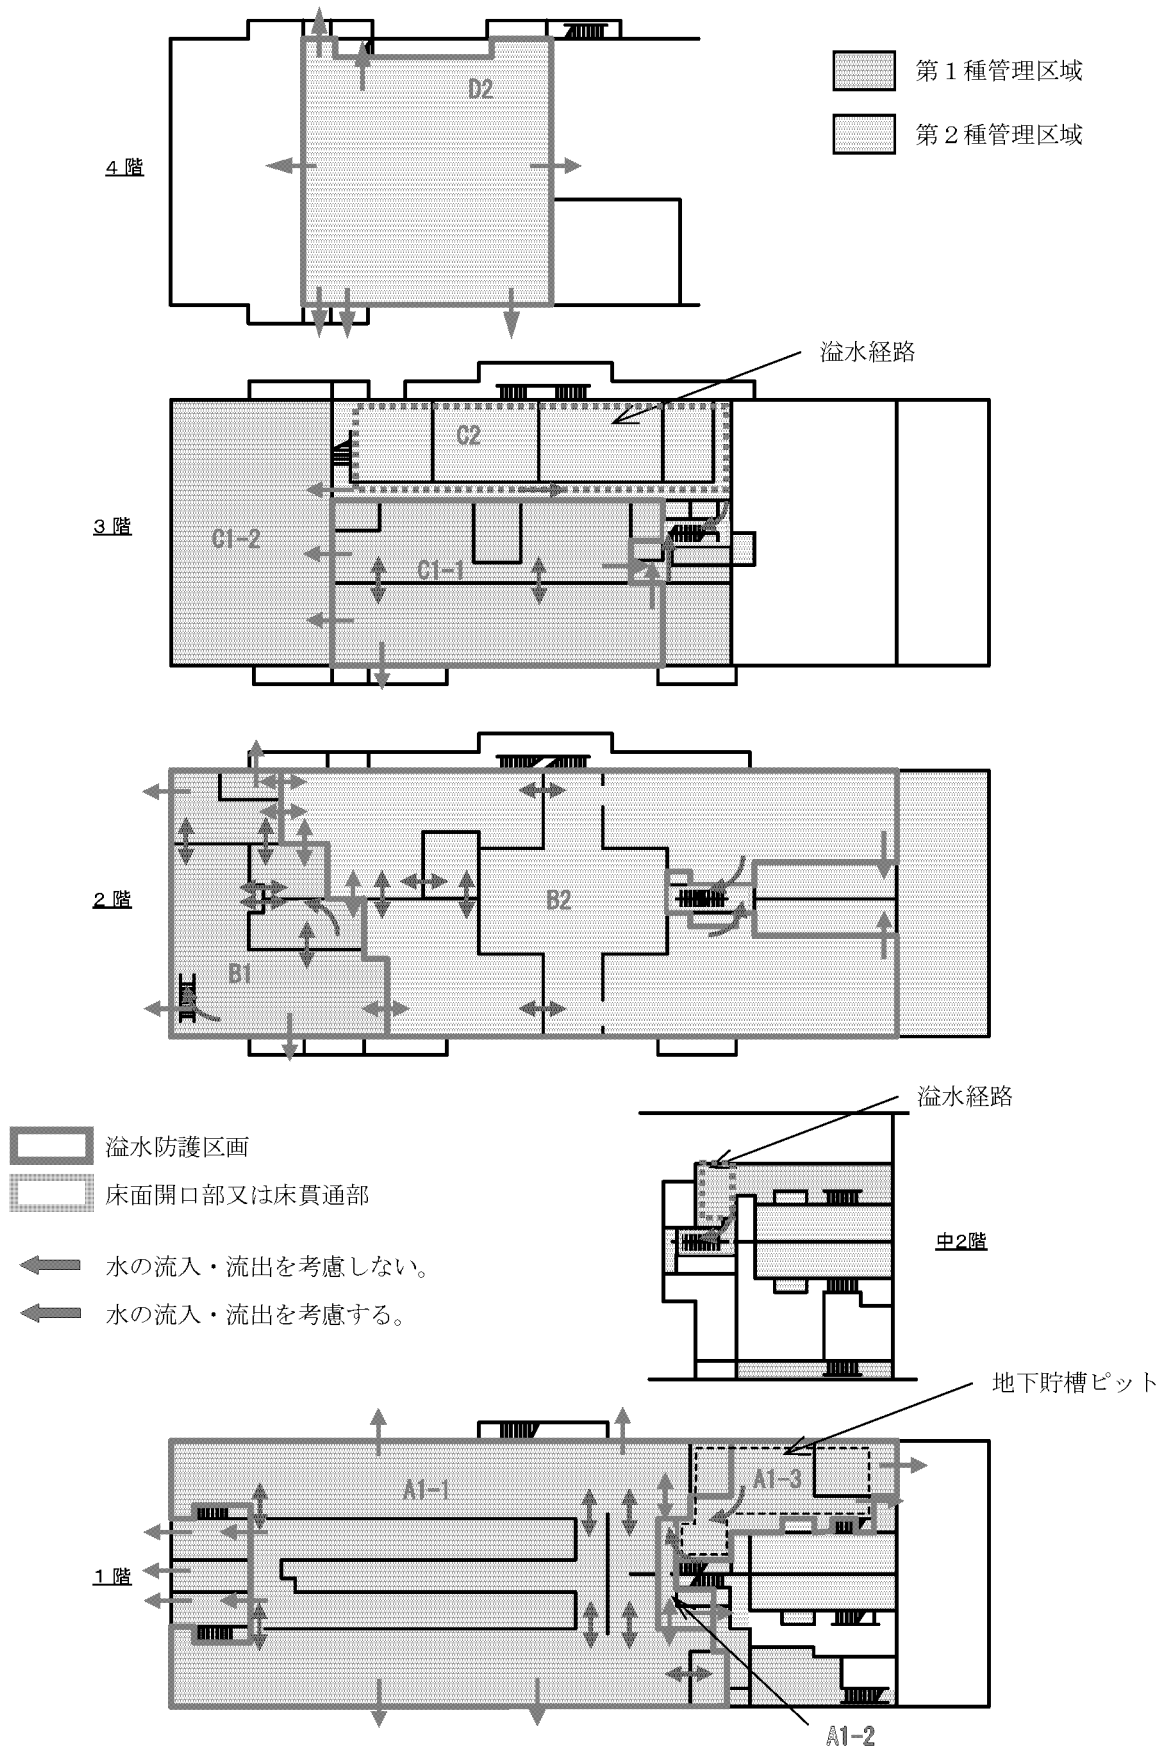 D2
第１種管理区域
第２種管理区域
4 階
溢水経路
C2
3 階
C1-2
C1-1
2 階
B2
B1
溢水経路
溢水防護区画
床面開口部又は床貫通部
中2階
水の流入・流出を考慮しない。
水の流入・流出を考慮する。
地下貯槽ピット
A1-1
A1-3
1 階
A1-2